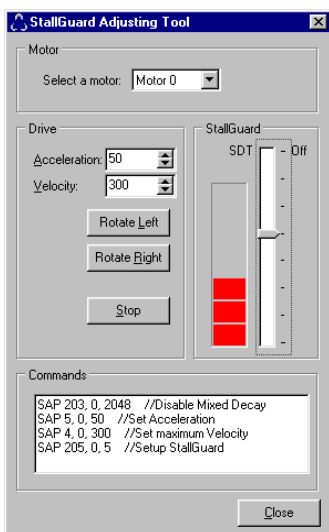 StallGuard Adjusting Tool
Motor
Select a motor: Motor 0
Drive
Acceleration: 50
Velocity: 300
Rotate Left
Rotate Right
Stop
StallGuard
SDT Off
Commands
SAP 203, 0, 2048 //Disable Mixed Decay
SAP 5, 0, 50 //Set Acceleration
SAP 4, 0, 300 //Set maximum Velocity
SAP 205, 0, 5 //Setup StallGuard
Close